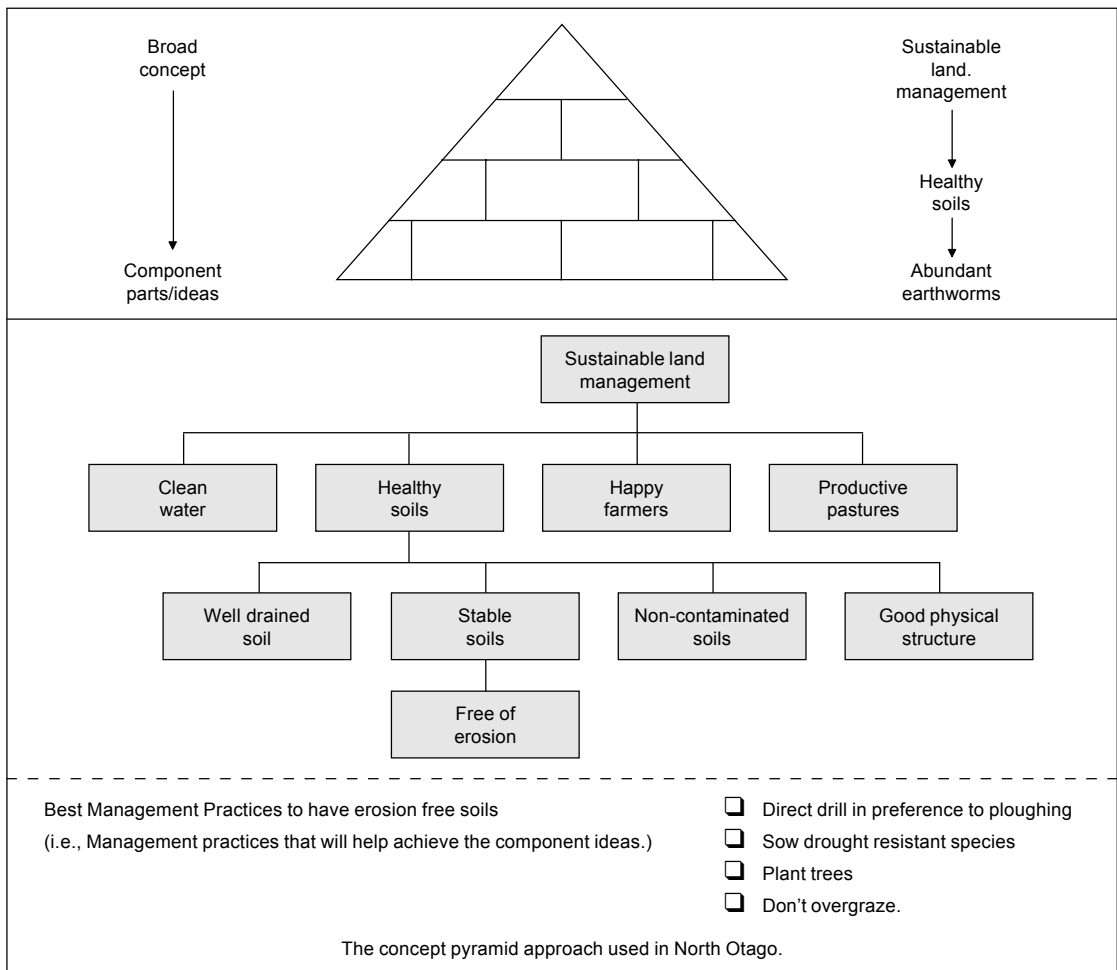 Broad
concept
Component
parts/ideas
Sustainable
land.
management
Healthy
soils
Abundant
earthworms
Sustainable land
management
Clean
water
Healthy
soils
Happy
farmers
Productive
pastures
Well drained
soil
Stable
soils
Non-contaminated
soils
Good physical
structure
Free of
erosion
Best Management Practices to have erosion free soils
(i.e., Management practices that will help achieve the component ideas.)
❑ Direct drill in preference to ploughing
❑ Sow drought resistant species
❑ Plant trees
❑ Don’t overgraze.
The concept pyramid approach used in North Otago.